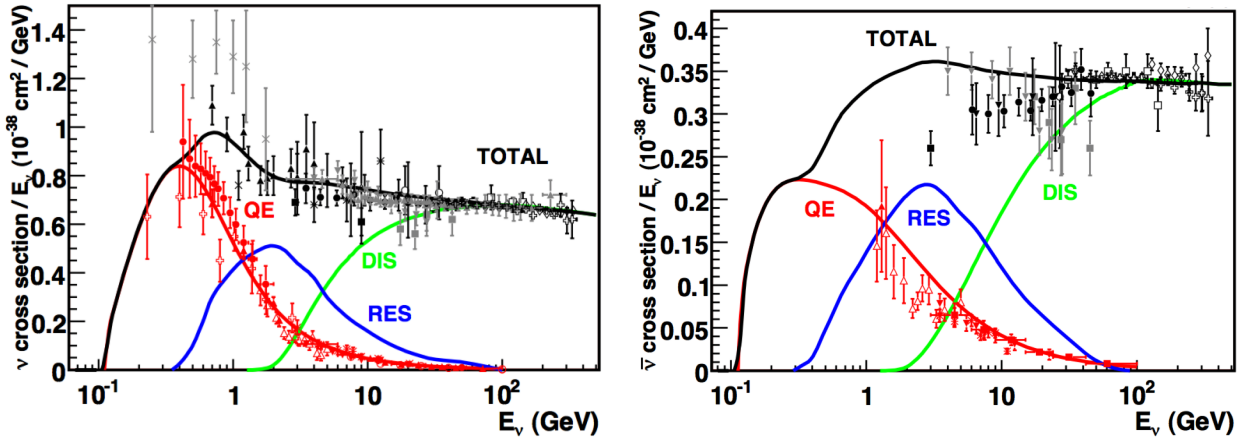 ν cross section / E_ν (10^-38 cm^2 / GeV)
1.4
1.2
1
0.8
0.6
0.4
0.2
0
TOTAL
QE
DIS
RES
10^-1
1
10
10^2
E_ν (GeV)
ν̅ cross section / E_ν (10^-38 cm^2 / GeV)
0.4
0.35
0.3
0.25
0.2
0.15
0.1
0.05
0
TOTAL
QE
RES
DIS
10^-1
1
10
10^2
E_ν (GeV)